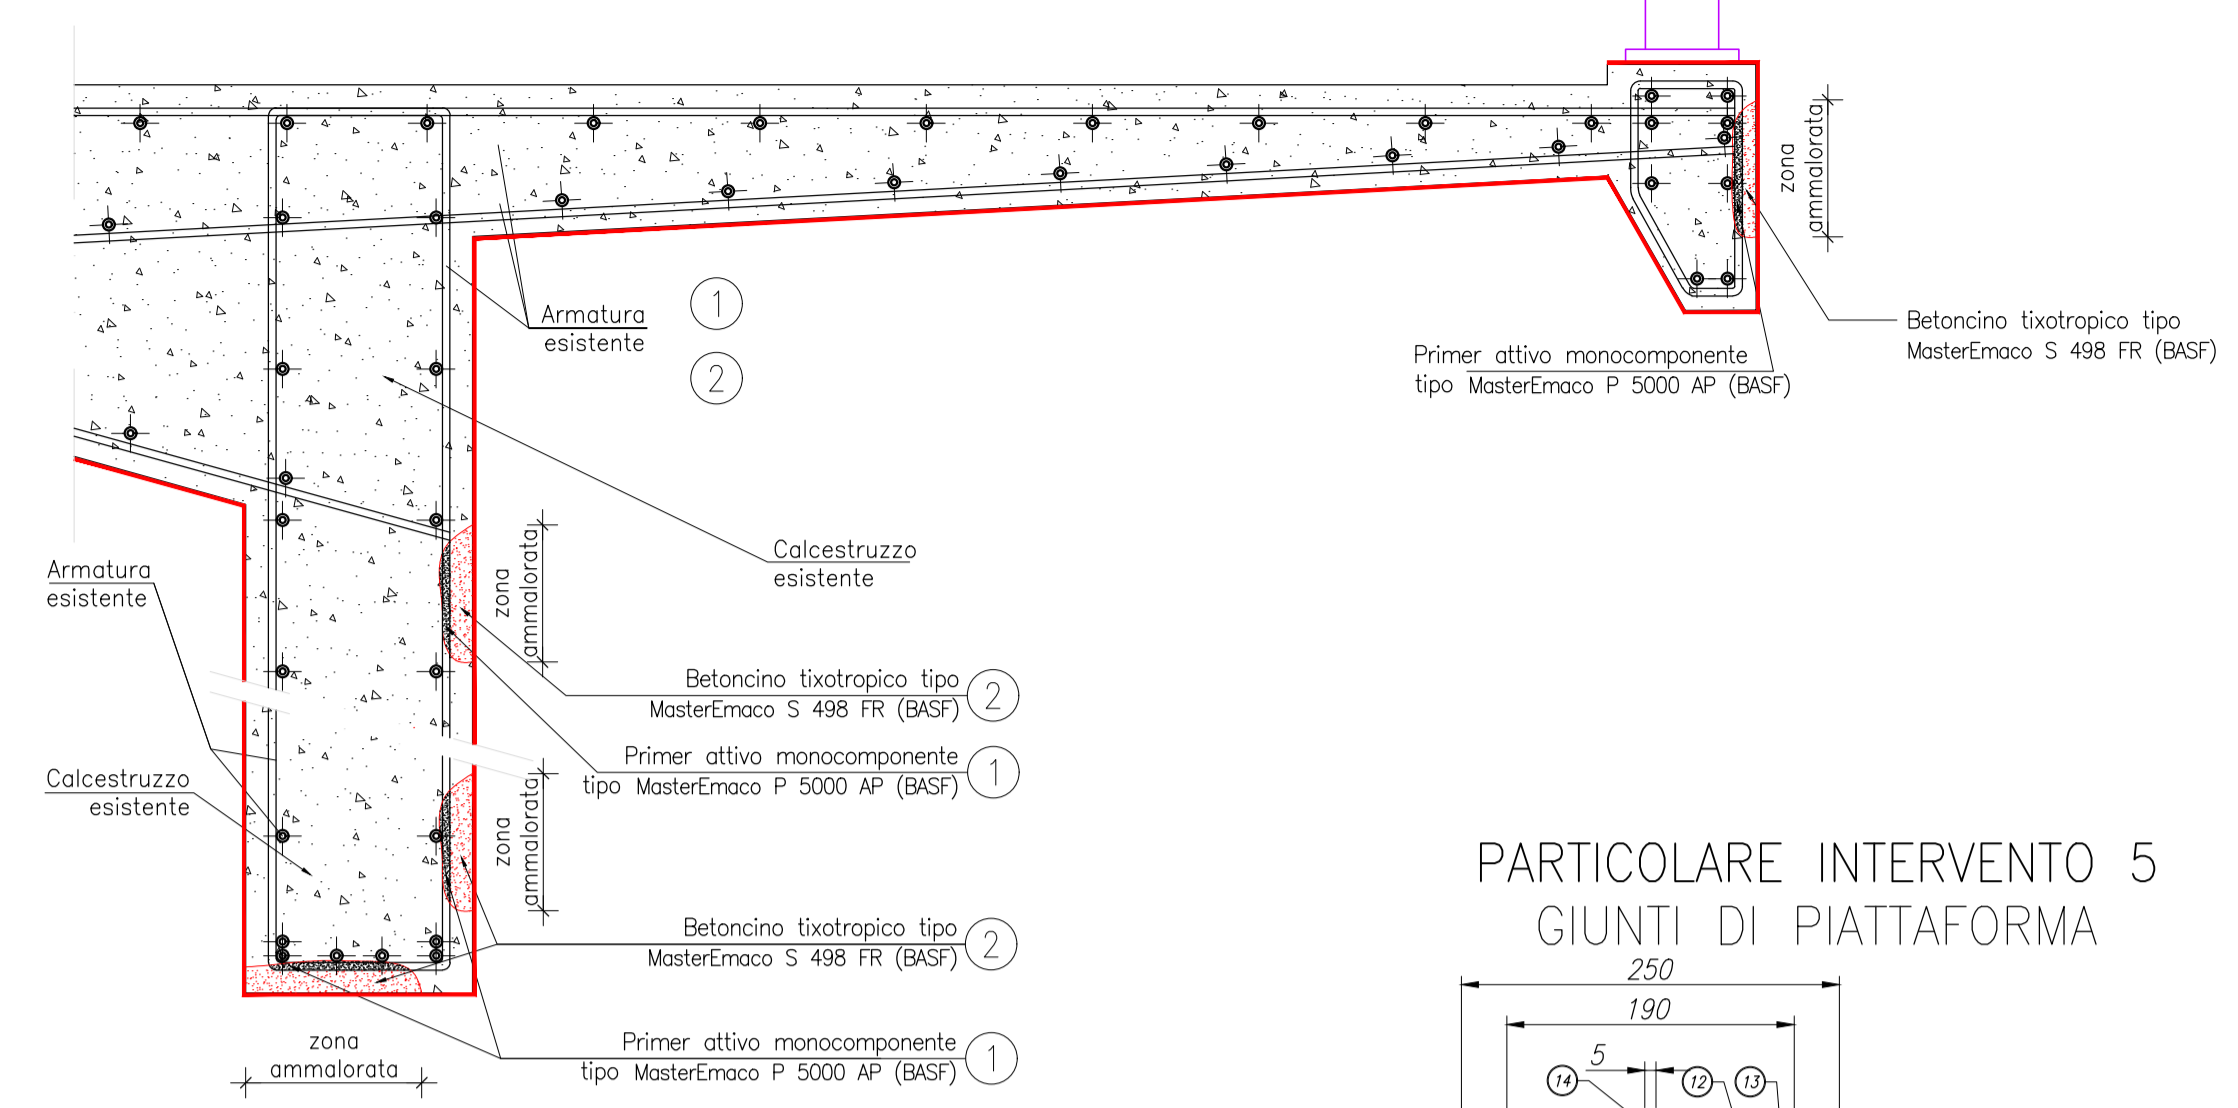 Armatura
esistente
1
2
zona
ammalorata
Betoncino tixotropico tipo
MasterEmaco S 498 FR (BASF)
Primer attivo monocomponente
tipo MasterEmaco P 5000 AP (BASF)
Calcestruzzo
esistente
zona
ammalorata
Armatura
esistente
Betoncino tixotropico tipo
MasterEmaco S 498 FR (BASF)
2
Primer attivo monocomponente
tipo MasterEmaco P 5000 AP (BASF)
1
Calcestruzzo
esistente
zona
ammalorata
Betoncino tixotropico tipo
MasterEmaco S 498 FR (BASF)
2
Primer attivo monocomponente
tipo MasterEmaco P 5000 AP (BASF)
1
zona
ammalorata
PARTICOLARE INTERVENTO 5
GIUNTI DI PIATTAFORMA
250
190
5
14
12
13